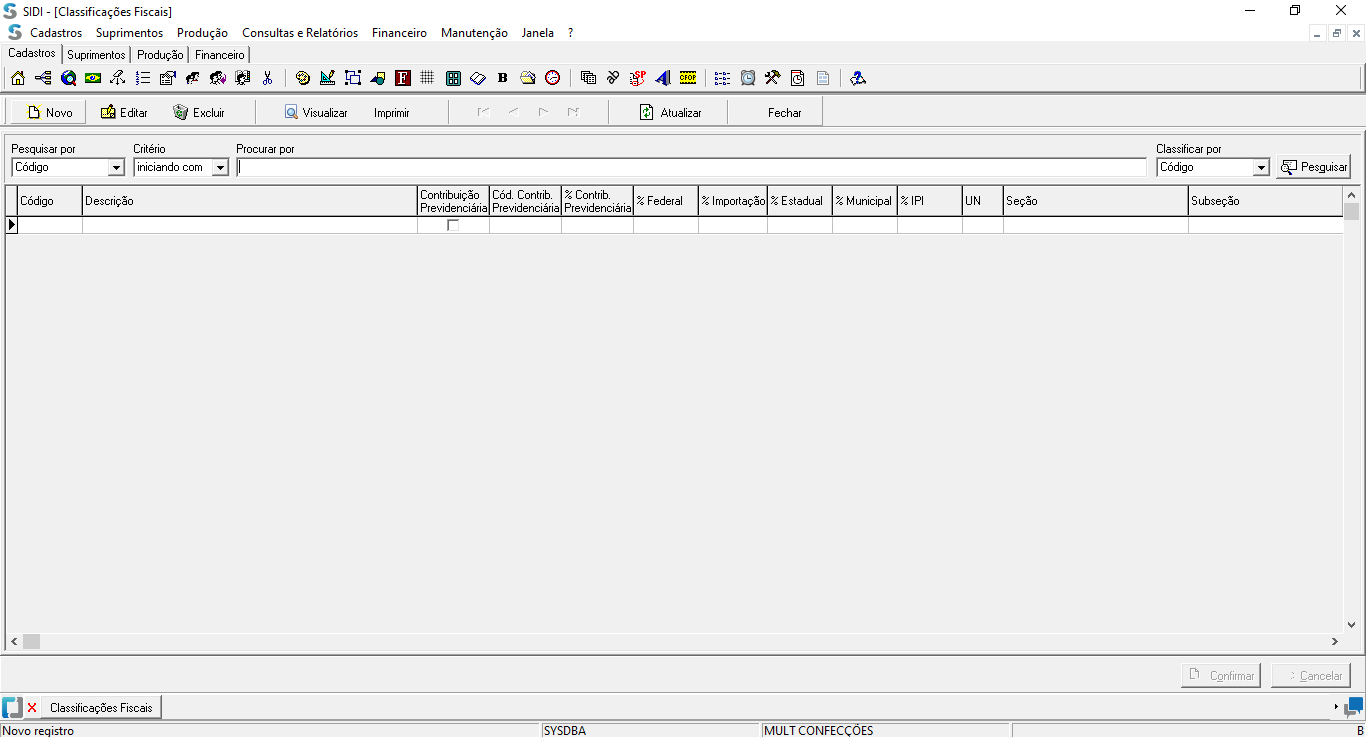 SIDI - [Classificações Fiscais]
Cadastros Suprimentos Produção Consultas e Relatórios Financeiro Manutenção Janela ?
Cadastros Suprimentos Produção Financeiro
F B SP CFOP
Novo Editar Excluir Visualizar Imprimir Atualizar Fechar
Pesquisar por Critério Procurar por Classificar por
Código iniciando com Código Pesquisar
Código Descrição Contribuição Previdenciária Cód. Contrib. Previdenciária % Contrib. Previdenciária % Federal % Importação % Estadual % Municipal % IPI UN Seção Subseção
Confirmar Cancelar
Classificações Fiscais
Novo registro SYSDBA MULT CONFECÇÕES B